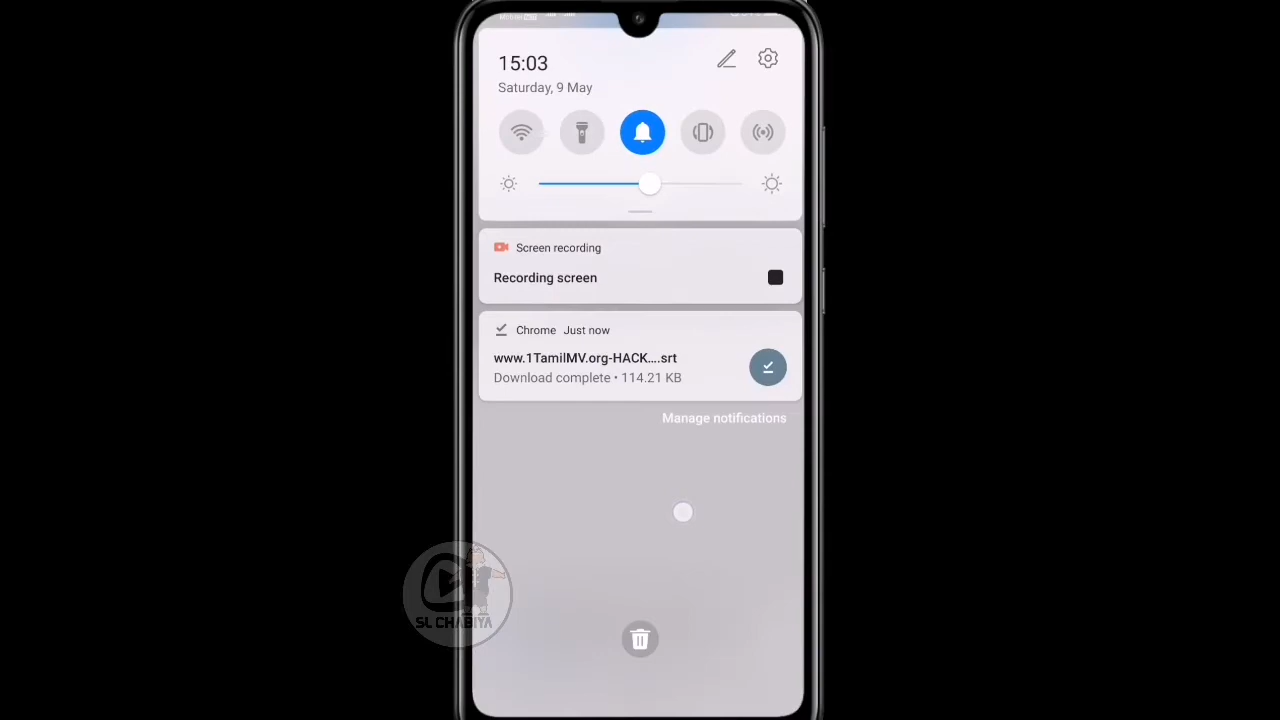 15:03
Saturday, 9 May
Screen recording
Recording screen
Chrome Just now
www.1TamilMV.org-HACK....srt
Download complete • 114.21 KB
Manage notifications
SL CHABIYA